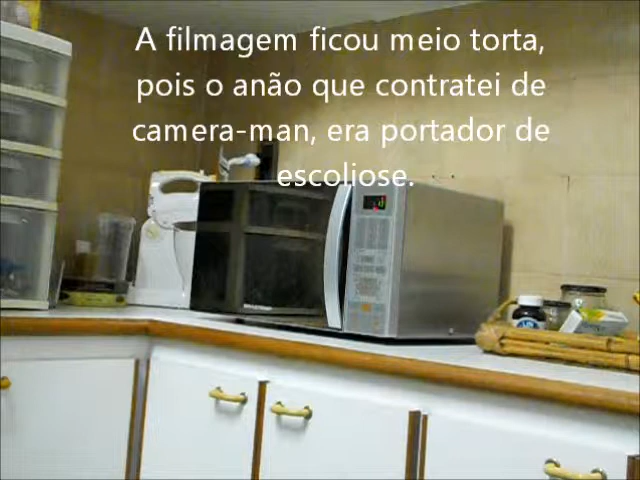 A filmagem ficou meio torta,
pois o anão que contratei de
camera-man, era portador de
escoliose.